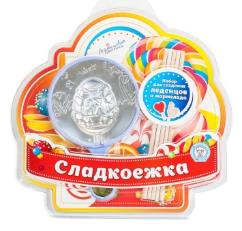 Набор
для создания
леденцов
и мармелада
Сладкоежка